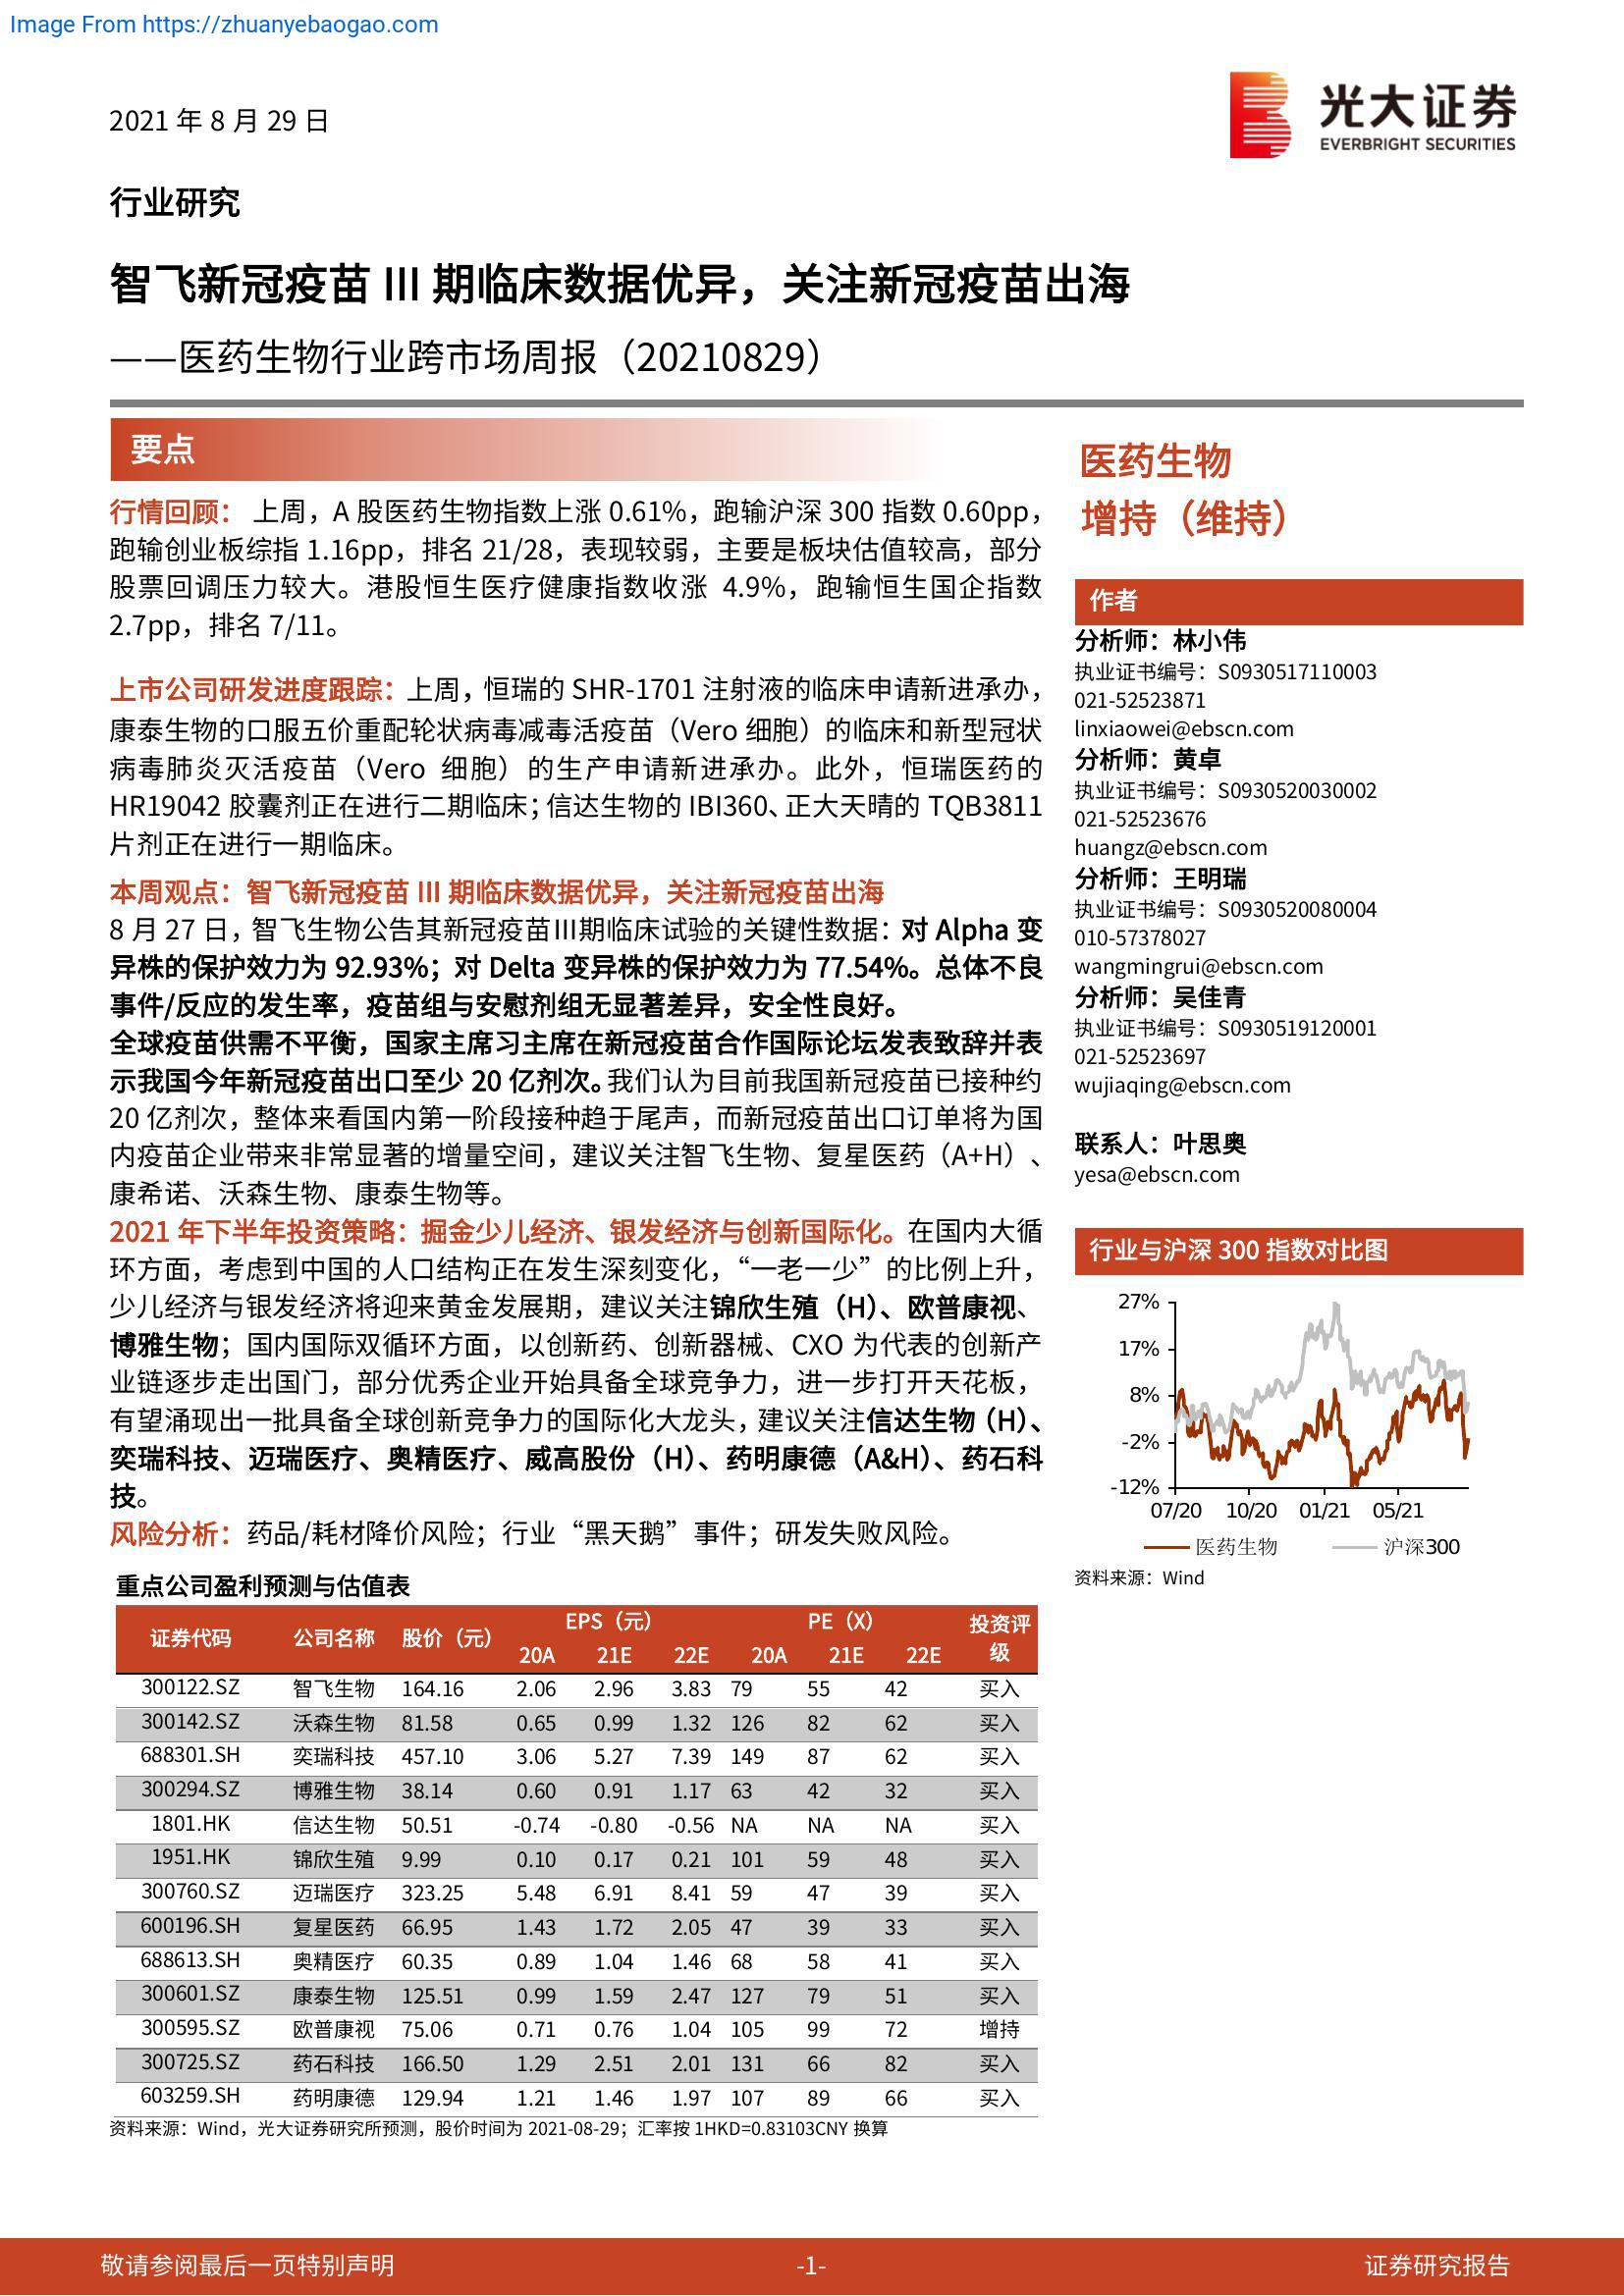 Image From https://zhuanyebaogao.com
2021 年 8 月 29 日
光大证券
EVERBRIGHT SECURITIES
行业研究
智飞新冠疫苗 III 期临床数据优异，关注新冠疫苗出海
——医药生物行业跨市场周报（20210829）
要点
行情回顾： 上周，A 股医药生物指数上涨 0.61%，跑输沪深 300 指数 0.60pp，
跑输创业板综指 1.16pp，排名 21/28，表现较弱，主要是板块估值较高，部分
股票回调压力较大。港股恒生医疗健康指数收涨 4.9%，跑输恒生国企指数
2.7pp，排名 7/11。
上市公司研发进度跟踪：上周，恒瑞的 SHR-1701 注射液的临床申请新进承办，
康泰生物的口服五价重配轮状病毒减毒活疫苗（Vero 细胞）的临床和新型冠状
病毒肺炎灭活疫苗（Vero 细胞）的生产申请新进承办。此外，恒瑞医药的
HR19042 胶囊剂正在进行二期临床；信达生物的 IBI360、正大天晴的 TQB3811
片剂正在进行一期临床。
本周观点：智飞新冠疫苗 III 期临床数据优异，关注新冠疫苗出海
8 月 27 日，智飞生物公告其新冠疫苗III期临床试验的关键性数据：对 Alpha 变
异株的保护效力为 92.93%；对 Delta 变异株的保护效力为 77.54%。总体不良
事件/反应的发生率，疫苗组与安慰剂组无显著差异，安全性良好。
全球疫苗供需不平衡，国家主席习主席在新冠疫苗合作国际论坛发表致辞并表
示我国今年新冠疫苗出口至少 20 亿剂次。我们认为目前我国新冠疫苗已接种约
20 亿剂次，整体来看国内第一阶段接种趋于尾声，而新冠疫苗出口订单将为国
内疫苗企业带来非常显著的增量空间，建议关注智飞生物、复星医药（A+H）、
康希诺、沃森生物、康泰生物等。
2021 年下半年投资策略：掘金少儿经济、银发经济与创新国际化。在国内大循
环方面，考虑到中国的人口结构正在发生深刻变化，“一老一少”的比例上升，
少儿经济与银发经济将迎来黄金发展期，建议关注锦欣生殖（H）、欧普康视、
博雅生物；国内国际双循环方面，以创新药、创新器械、CXO 为代表的创新产
业链逐步走出国门，部分优秀企业开始具备全球竞争力，进一步打开天花板，
有望涌现出一批具备全球创新竞争力的国际化大龙头，建议关注信达生物（H）、
奕瑞科技、迈瑞医疗、奥精医疗、威高股份（H）、药明康德（A&H）、药石科
技。
风险分析：药品/耗材降价风险；行业“黑天鹅”事件；研发失败风险。
重点公司盈利预测与估值表
证券代码 公司名称 股价（元） EPS（元） PE（X） 投资评级
20A 21E 22E 20A 21E 22E
300122.SZ 智飞生物 164.16 2.06 2.96 3.83 79 55 42 买入
300142.SZ 沃森生物 81.58 0.65 0.99 1.32 126 82 62 买入
688301.SH 奕瑞科技 457.10 3.06 5.27 7.39 149 87 62 买入
300294.SZ 博雅生物 38.14 0.60 0.91 1.17 63 42 32 买入
1801.HK 信达生物 50.51 -0.74 -0.80 -0.56 NA NA NA 买入
1951.HK 锦欣生殖 9.99 0.10 0.17 0.21 101 59 48 买入
300760.SZ 迈瑞医疗 323.25 5.48 6.91 8.41 59 47 39 买入
600196.SH 复星医药 66.95 1.43 1.72 2.05 47 39 33 买入
688613.SH 奥精医疗 60.35 0.89 1.04 1.46 68 58 41 买入
300601.SZ 康泰生物 125.51 0.99 1.59 2.47 127 79 51 买入
300595.SZ 欧普康视 75.06 0.71 0.76 1.04 105 99 72 增持
300725.SZ 药石科技 166.50 1.29 2.51 2.01 131 66 82 买入
603259.SH 药明康德 129.94 1.21 1.46 1.97 107 89 66 买入
资料来源：Wind，光大证券研究所预测，股价时间为 2021-08-29；汇率按 1HKD=0.83103CNY 换算
医药生物
增持（维持）
作者
分析师：林小伟
执业证书编号：S0930517110003
021-52523871
linxiaowei@ebscn.com
分析师：黄卓
执业证书编号：S0930520030002
021-52523676
huangz@ebscn.com
分析师：王明瑞
执业证书编号：S0930520080004
010-57378027
wangmingrui@ebscn.com
分析师：吴佳青
执业证书编号：S0930519120001
021-52523697
wujiaqing@ebscn.com
联系人：叶思奥
yesa@ebscn.com
行业与沪深 300 指数对比图
27%
17%
8%
-2%
-12%
07/20 10/20 01/21 05/21
医药生物 沪深300
资料来源：Wind
敬请参阅最后一页特别声明 -1- 证券研究报告